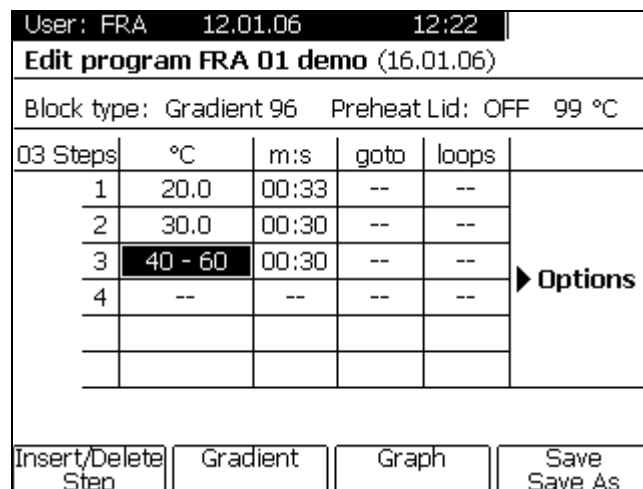 User: FRA 12.01.06 12:22
Edit program FRA 01 demo (16.01.06)
Block type: Gradient 96 Preheat Lid: OFF 99 °C
03 Steps °C m:s goto loops
1 20.0 00:33 -- --
2 30.0 00:30 -- --
3 40 - 60 00:30 -- --
Options
4 -- -- -- --
Insert/Delete Gradient Graph Save
Step Save As